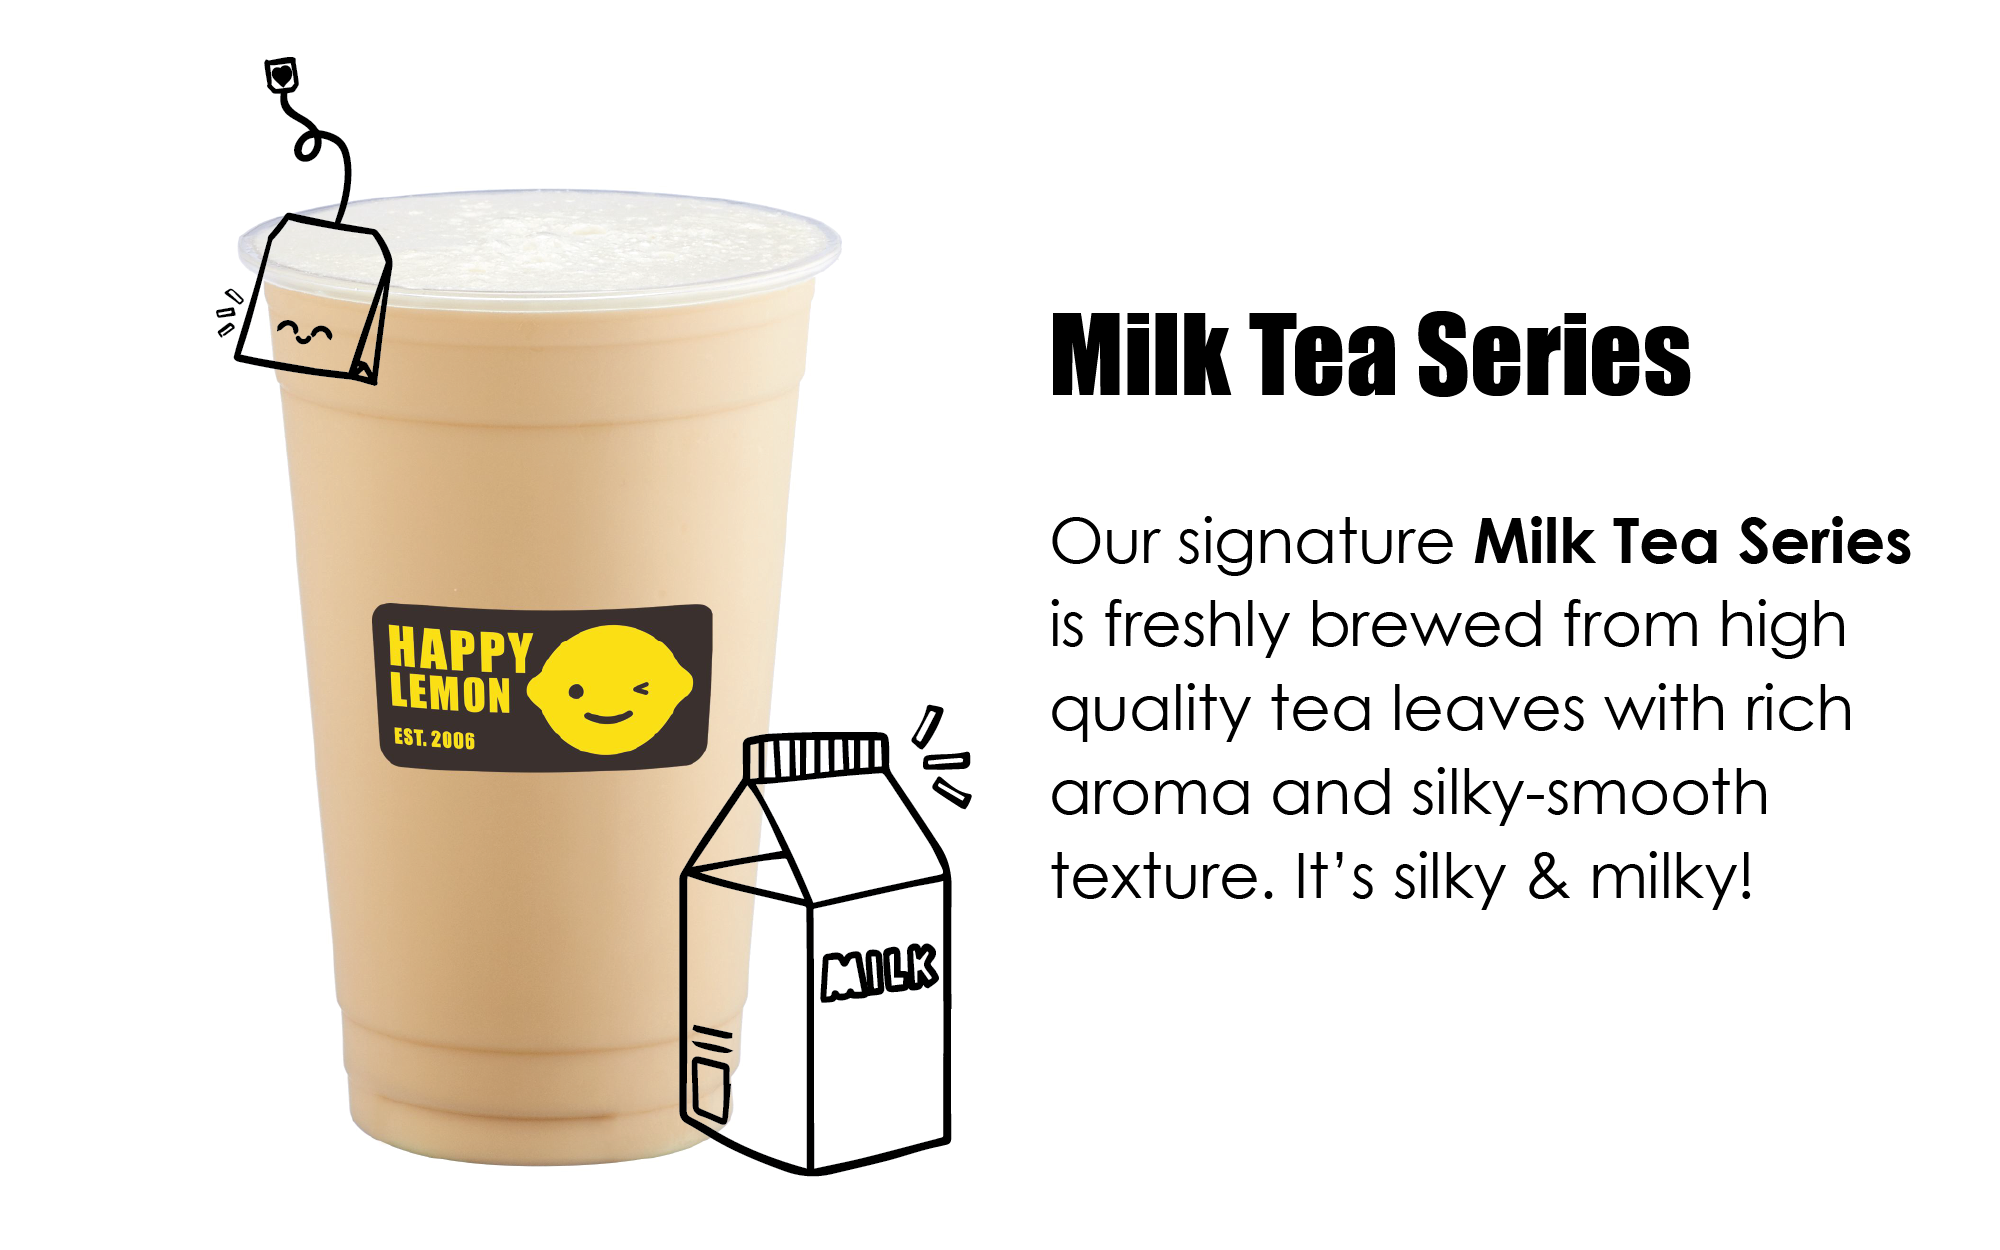 HAPPY
LEMON
EST. 2006
MILK
Milk Tea Series
Our signature Milk Tea Series
is freshly brewed from high
quality tea leaves with rich
aroma and silky-smooth
texture. It’s silky & milky!